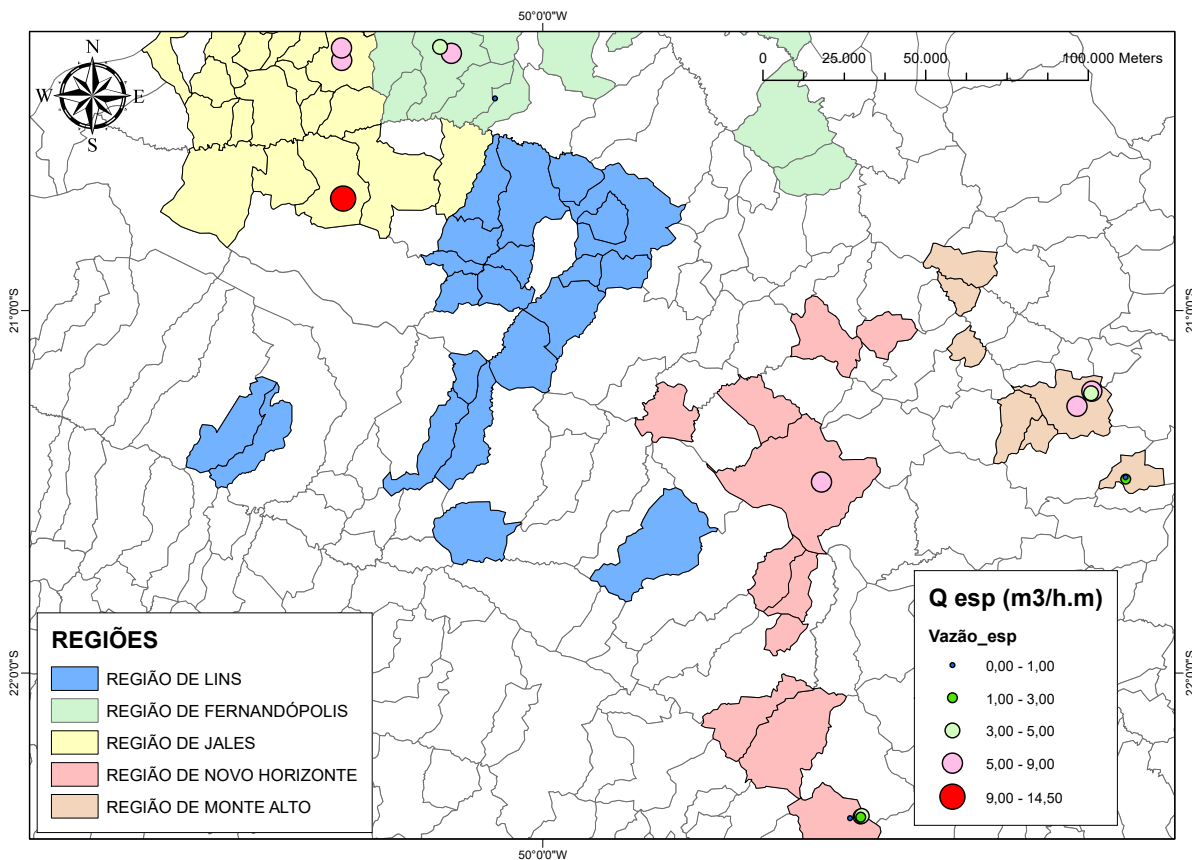 50°0'0"W
N
W
E
S
0
25.000
50.000
100.000 Meters
21°0'0"S
21°0'0"S
22°0'0"S
22°0'0"S
REGIÕES
REGIÃO DE LINS
REGIÃO DE FERNANDÓPOLIS
REGIÃO DE JALES
REGIÃO DE NOVO HORIZONTE
REGIÃO DE MONTE ALTO
Q esp (m3/h.m)
Vazão_esp
0,00 - 1,00
1,00 - 3,00
3,00 - 5,00
5,00 - 9,00
9,00 - 14,50
50°0'0"W